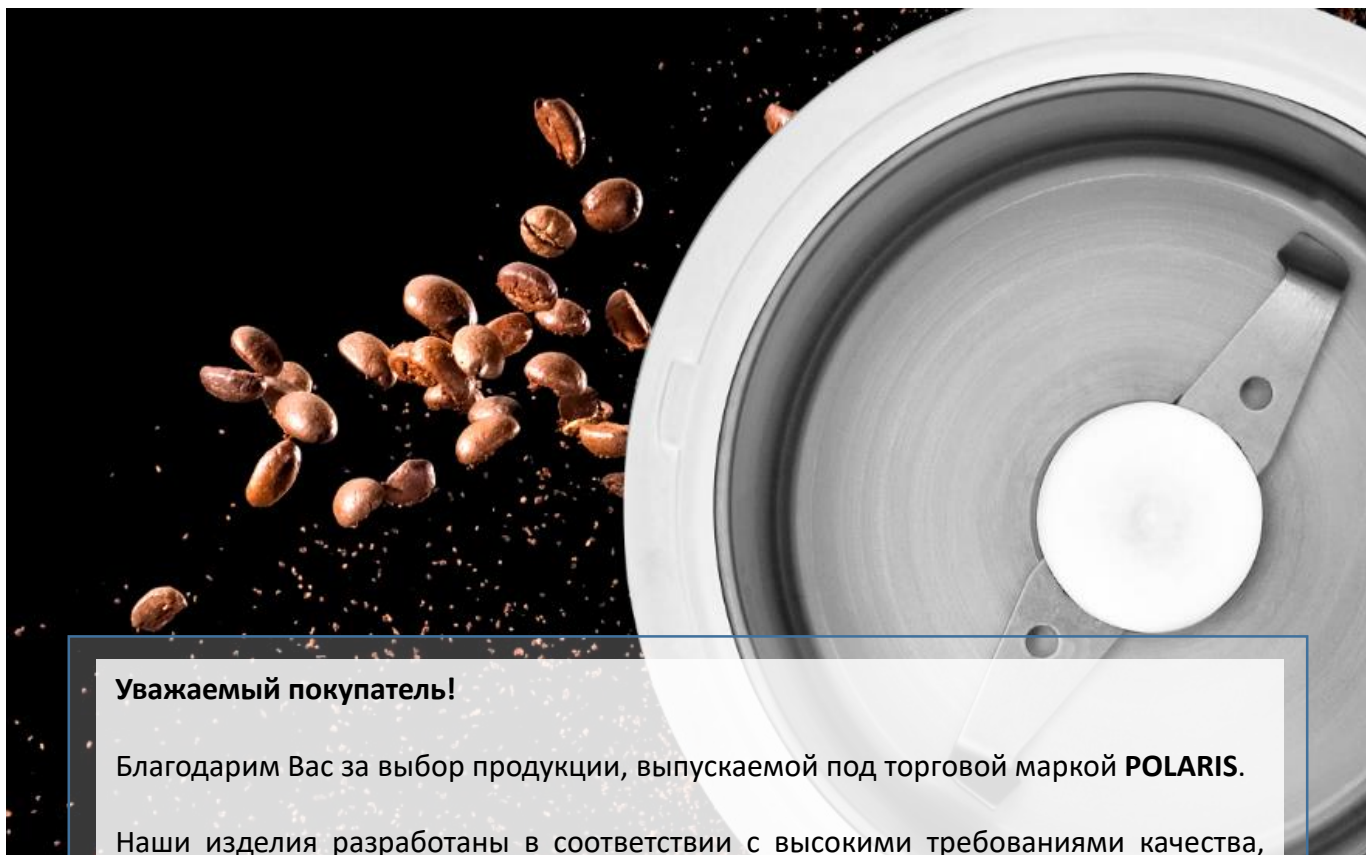 Уважаемый покупатель!
Благодарим Вас за выбор продукции, выпускаемой под торговой маркой POLARIS.
Наши изделия разработаны в соответствии с высокими требованиями качества,